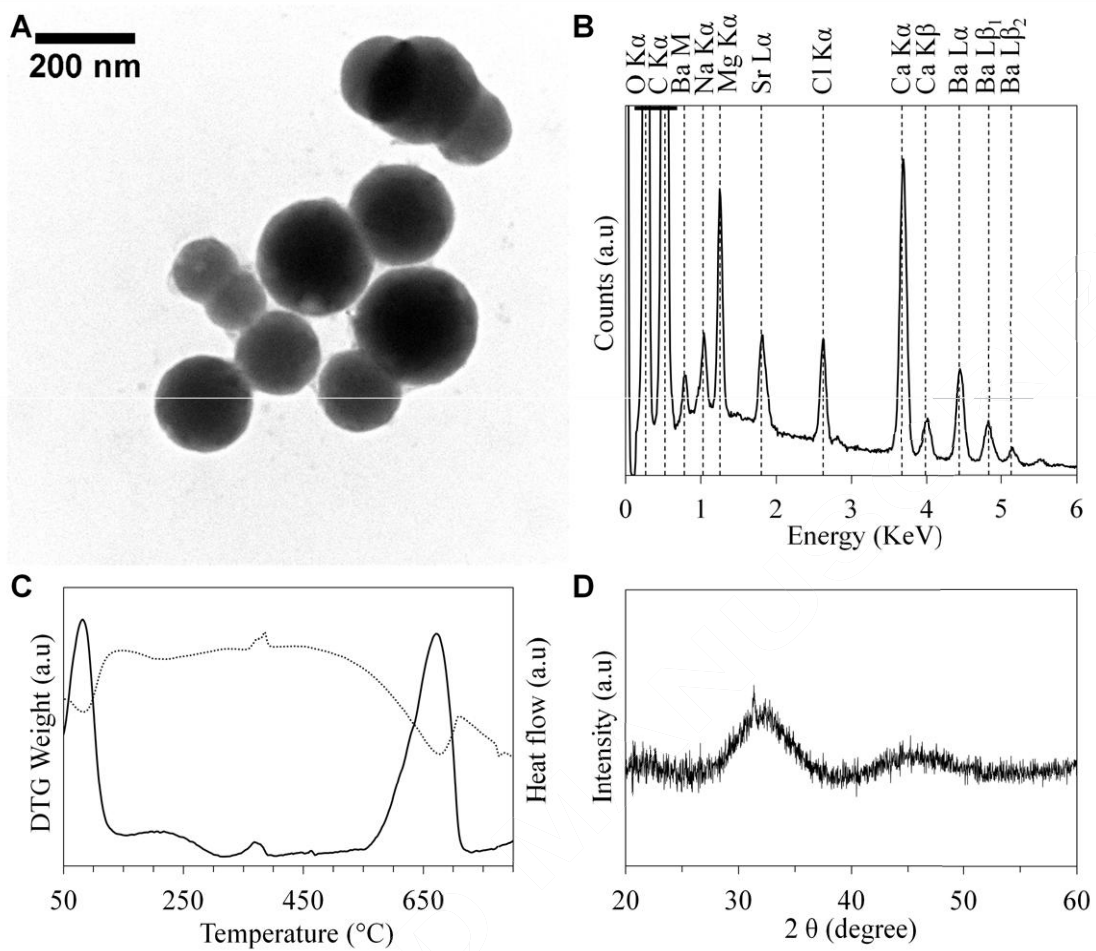 A
200 nm
B
O Kα
C Kα
Ba M
Na Kα
Mg Kα
Sr Lα
Cl Kα
Ca Kα
Ca Kβ
Ba Lα
Ba Lβ1
Ba Lβ2
Counts (a.u)
0 1 2 3 4 5 6
Energy (KeV)
C
DTG Weight (a.u)
Heat flow (a.u)
50 250 450 650
Temperature (°C)
D
Intensity (a.u)
20 30 40 50 60
2 θ (degree)